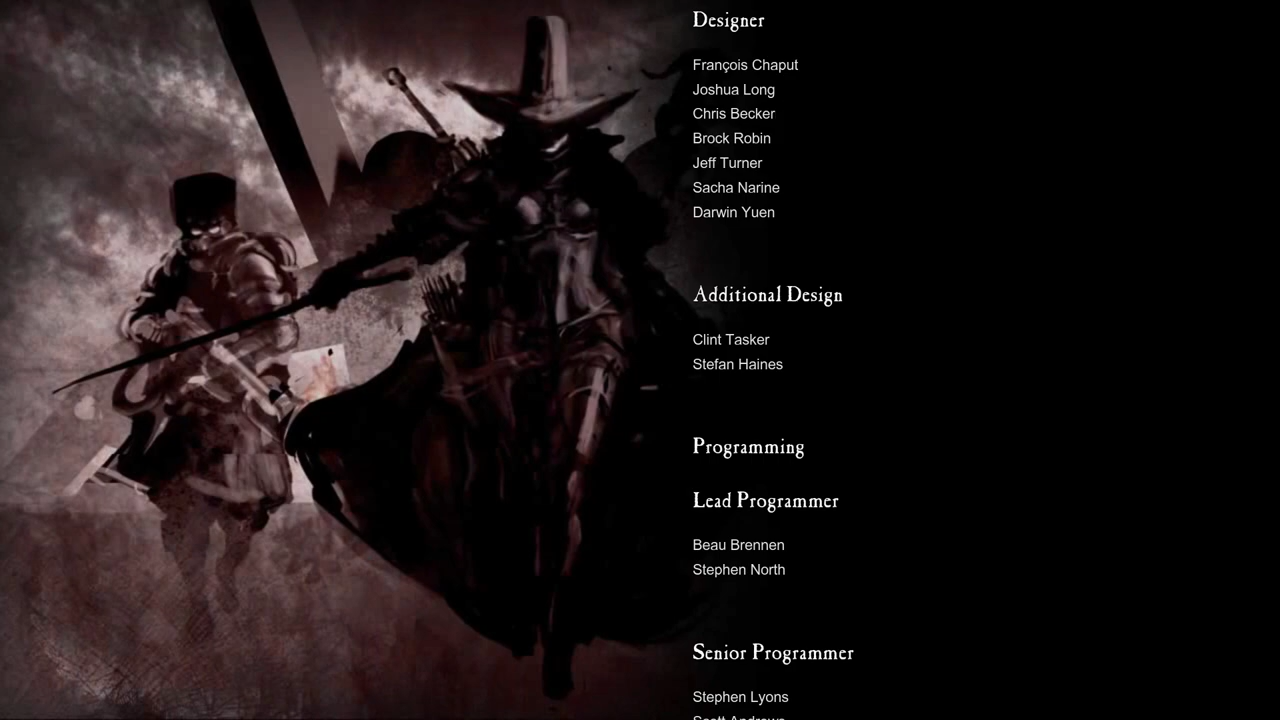 Designer
François Chaput
Joshua Long
Chris Becker
Brock Robin
Jeff Turner
Sacha Narine
Darwin Yuen
Additional Design
Clint Tasker
Stefan Haines
Programming
Lead Programmer
Beau Brennen
Stephen North
Senior Programmer
Stephen Lyons